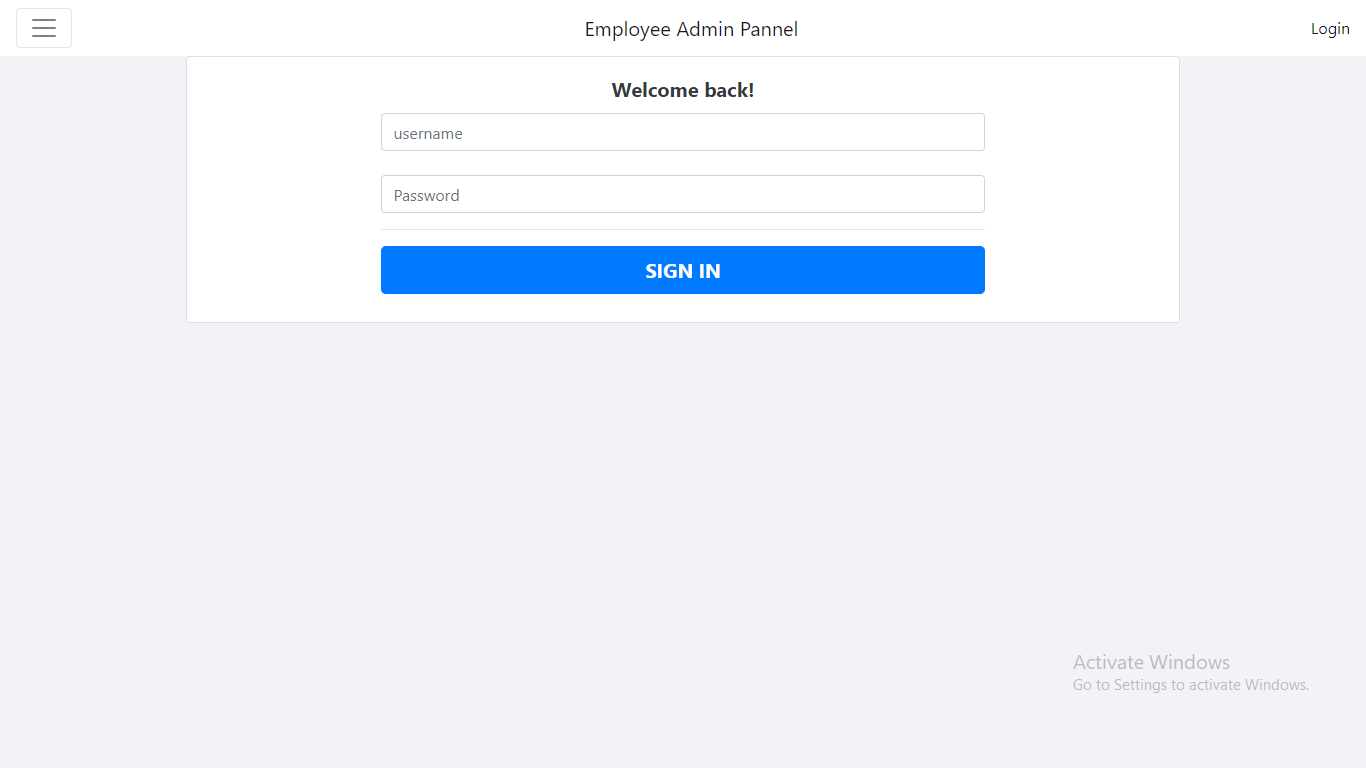 Employee Admin Pannel
Login
Welcome back!
username
Password
SIGN IN
Activate Windows
Go to Settings to activate Windows.